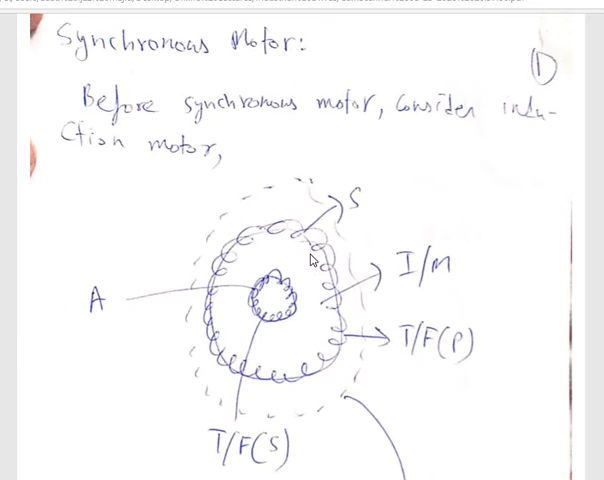 Synchronous Motor:
①
Before synchronous motor, Consider indu-
ction motor,
S
I/M
A
T/F(P)
T/F(S)